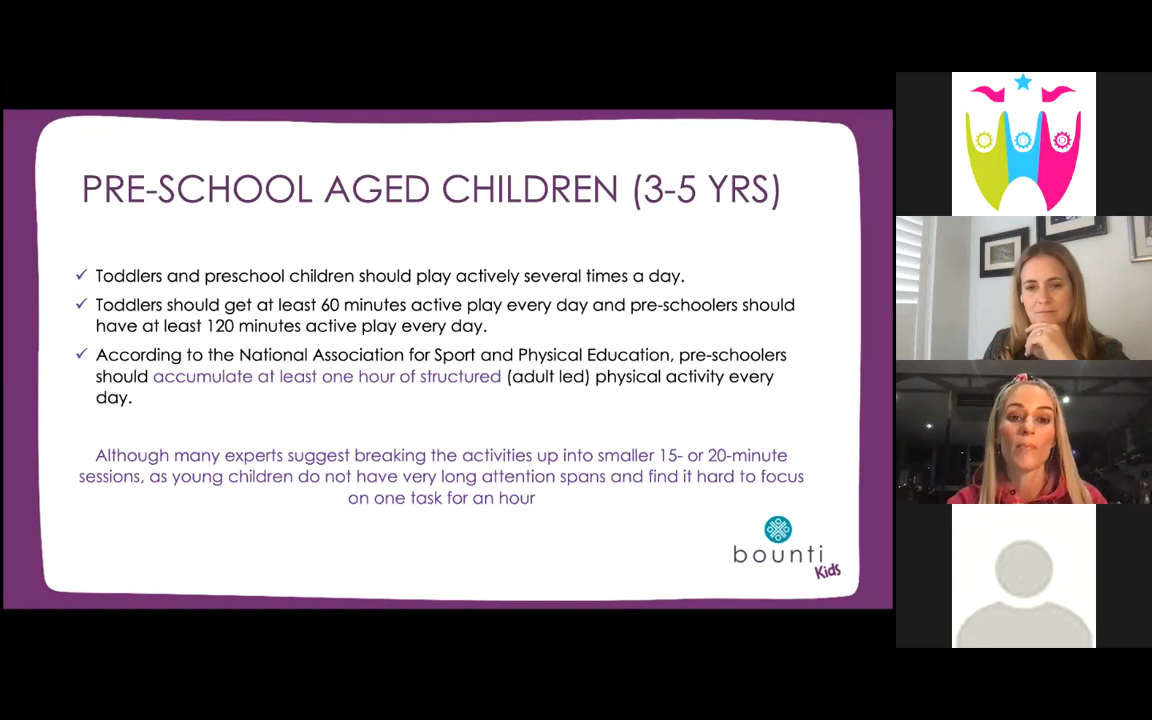 PRE-SCHOOL AGED CHILDREN (3-5 YRS)
✓ Toddlers and preschool children should play actively several times a day.
✓ Toddlers should get at least 60 minutes active play every day and pre-schoolers should
have at least 120 minutes active play every day.
✓ According to the National Association for Sport and Physical Education, pre-schoolers
should accumulate at least one hour of structured (adult led) physical activity every
day.
Although many experts suggest breaking the activities up into smaller 15- or 20-minute
sessions, as young children do not have very long attention spans and find it hard to focus
on one task for an hour
bounti
Kids